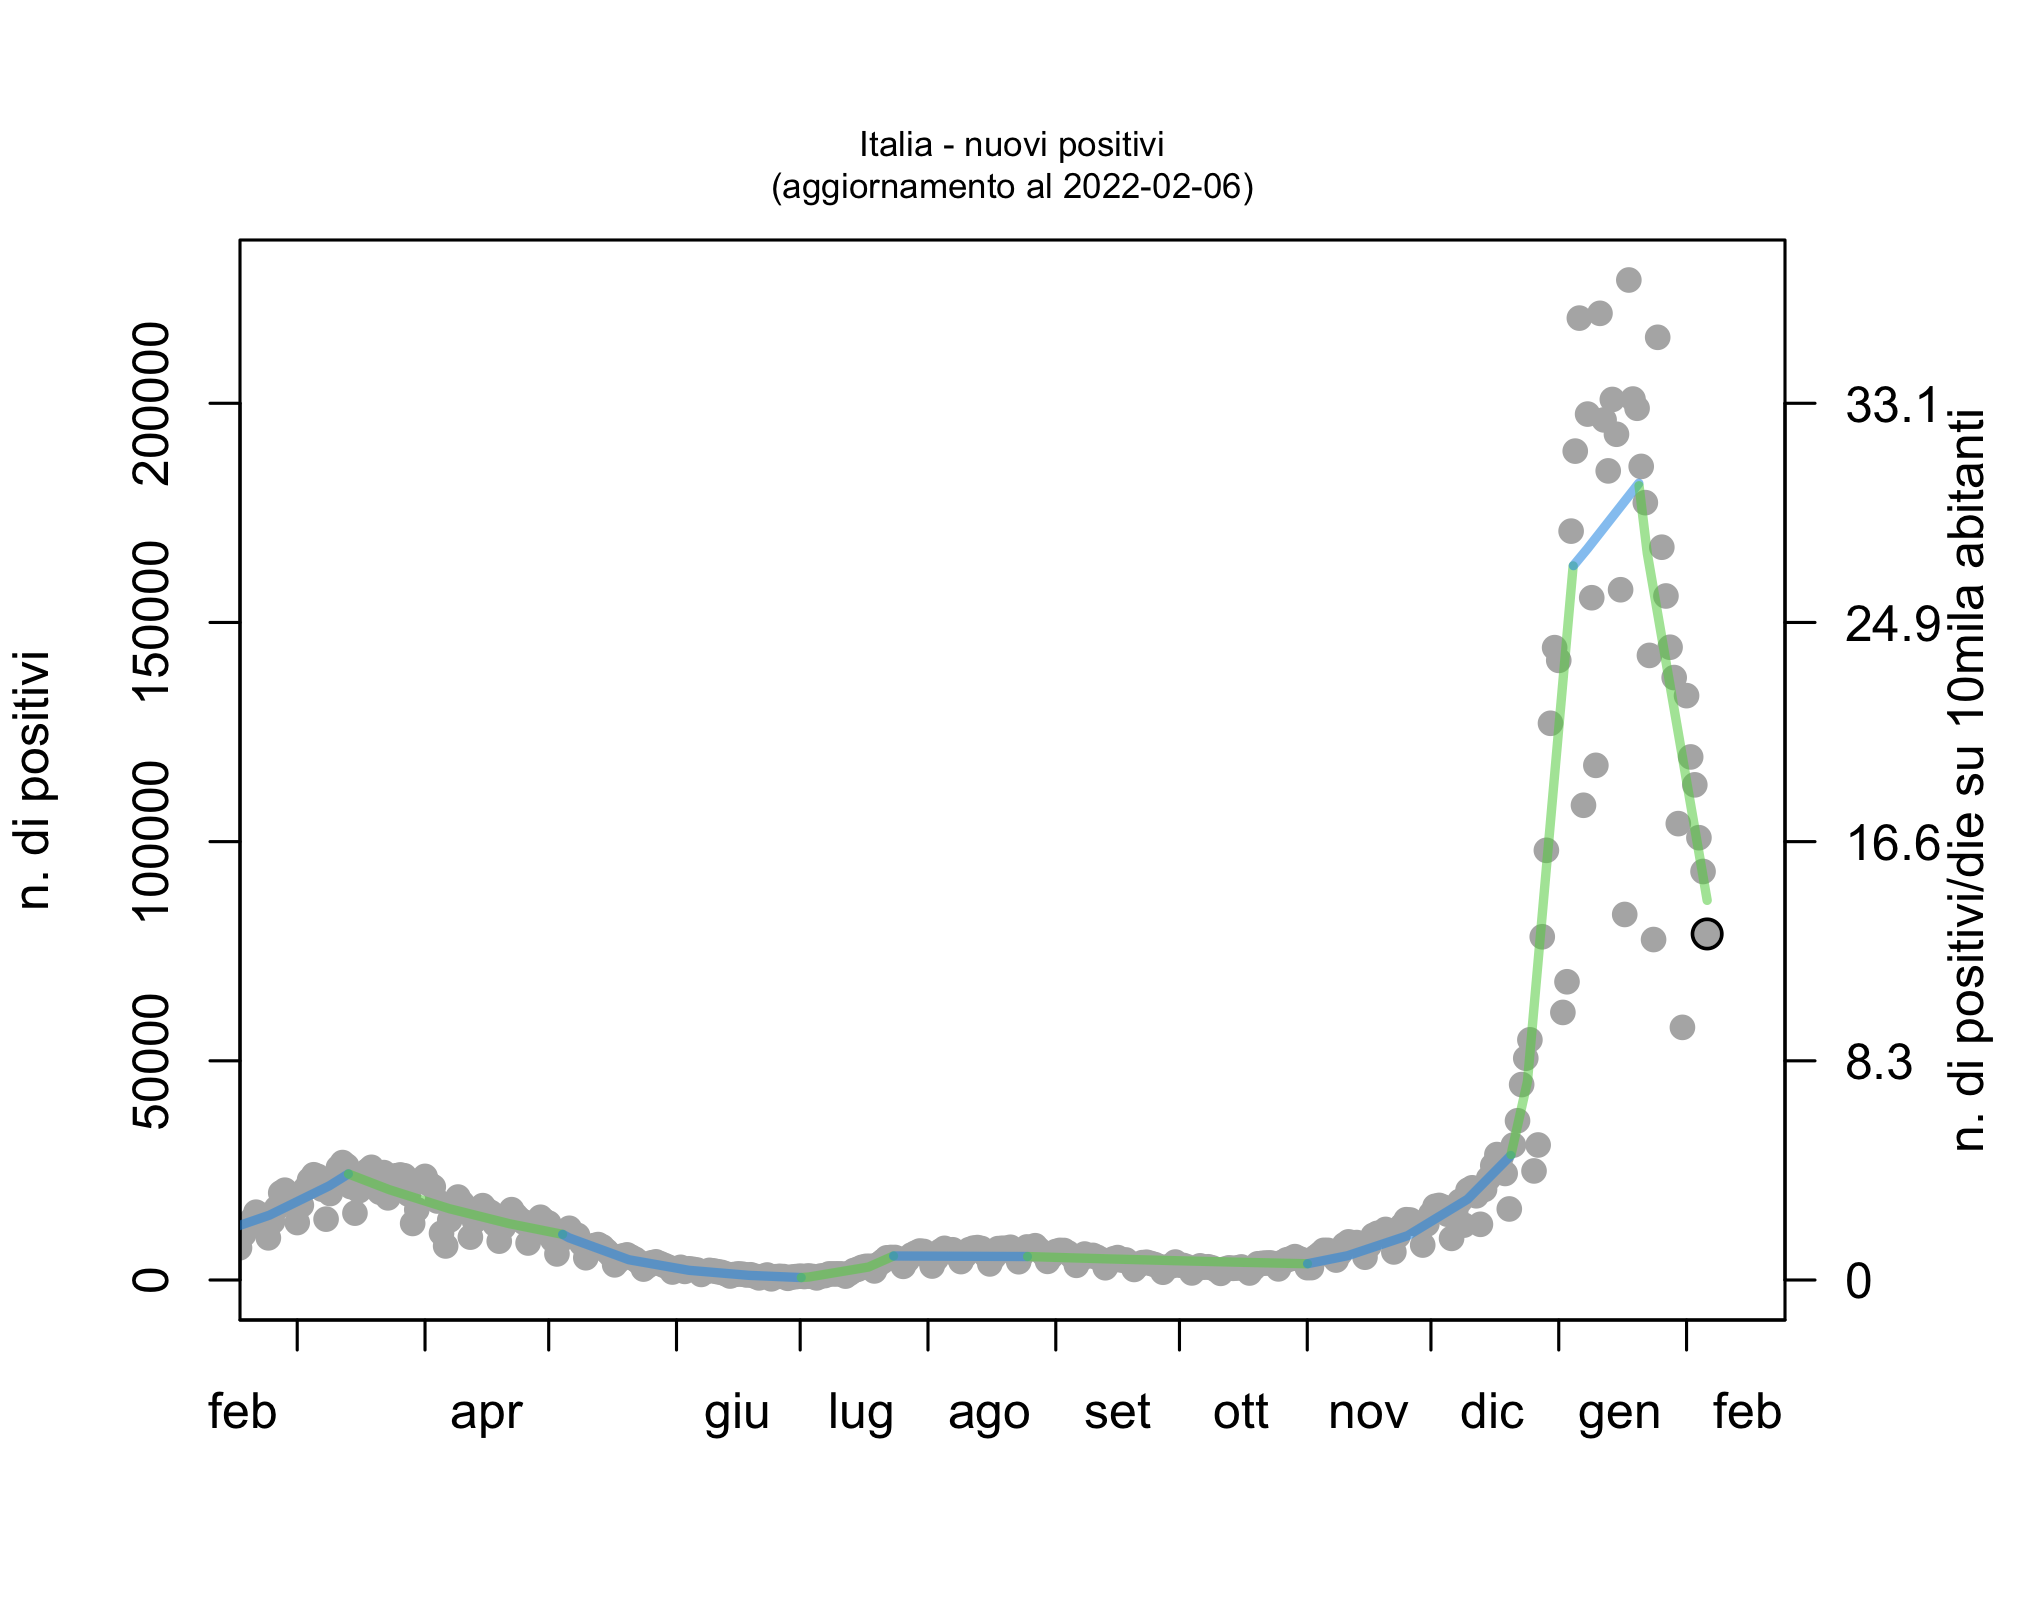 Italia - nuovi positivi
(aggiornamento al 2022-02-06)
n. di positivi
200000
150000
100000
50000
0
33.1
24.9
16.6
8.3
0
n. di positivi/die su 10mila abitanti
feb apr giu lug ago set ott nov dic gen feb